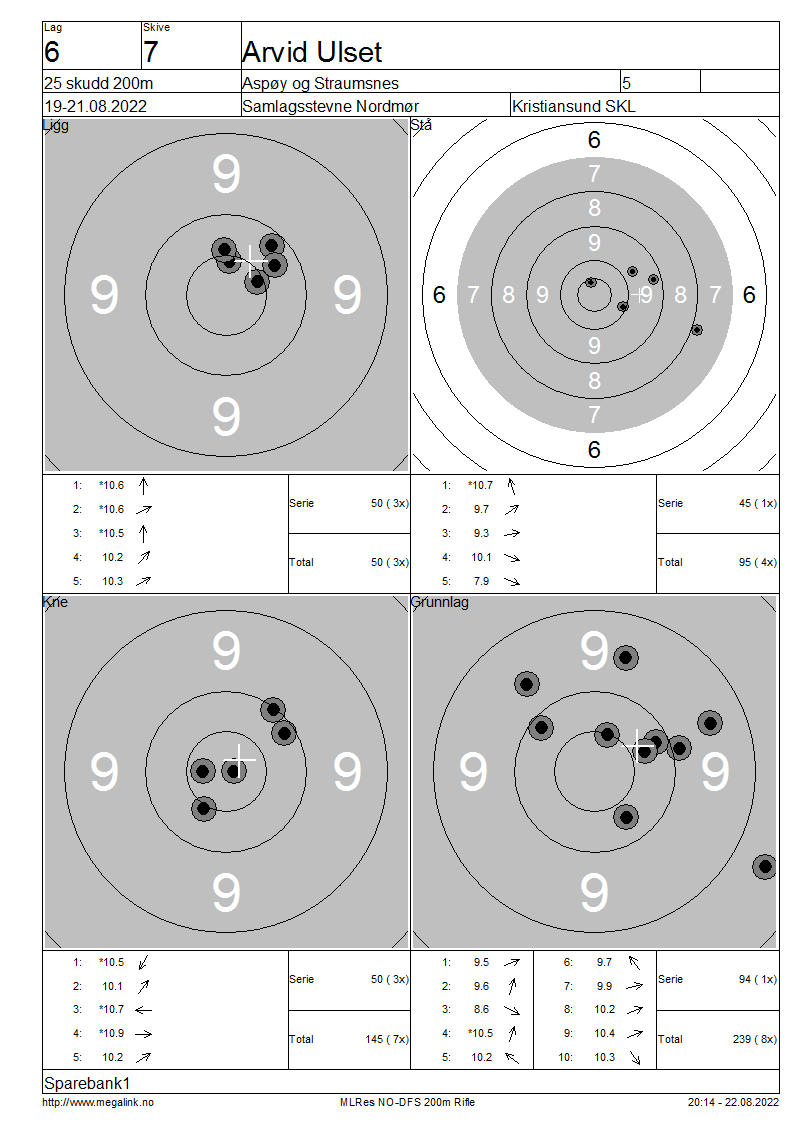 Lag Skive
6 7 Arvid Ulset
25 skudd 200m Aspøy og Straumsnes 5
19-21.08.2022 Samlagsstevne Nordmør Kristiansund SKL
Ligg
9
9 9
9
Stå
6
7
8
9
6 7 8 9 9 8 7 6
9
8
7
6
1: *10.6
2: *10.6
3: *10.5
4: 10.2
5: 10.3
Serie 50 ( 3x)
Total 50 ( 3x)
1: *10.7
2: 9.7
3: 9.3
4: 10.1
5: 7.9
Serie 45 ( 1x)
Total 95 ( 4x)
Kne
9
9 9
9
Grunnlag
9
9 9
9
1: *10.5
2: 10.1
3: *10.7
4: *10.9
5: 10.2
Serie 50 ( 3x)
Total 145 ( 7x)
1: 9.5 6: 9.7
2: 9.6 7: 9.9
3: 8.6 8: 10.2
4: *10.5 9: 10.4
5: 10.2 10: 10.3
Serie 94 ( 1x)
Total 239 ( 8x)
Sparebank1
http://www.megalink.no MLRes NO-DFS 200m Rifle 20:14 - 22.08.2022